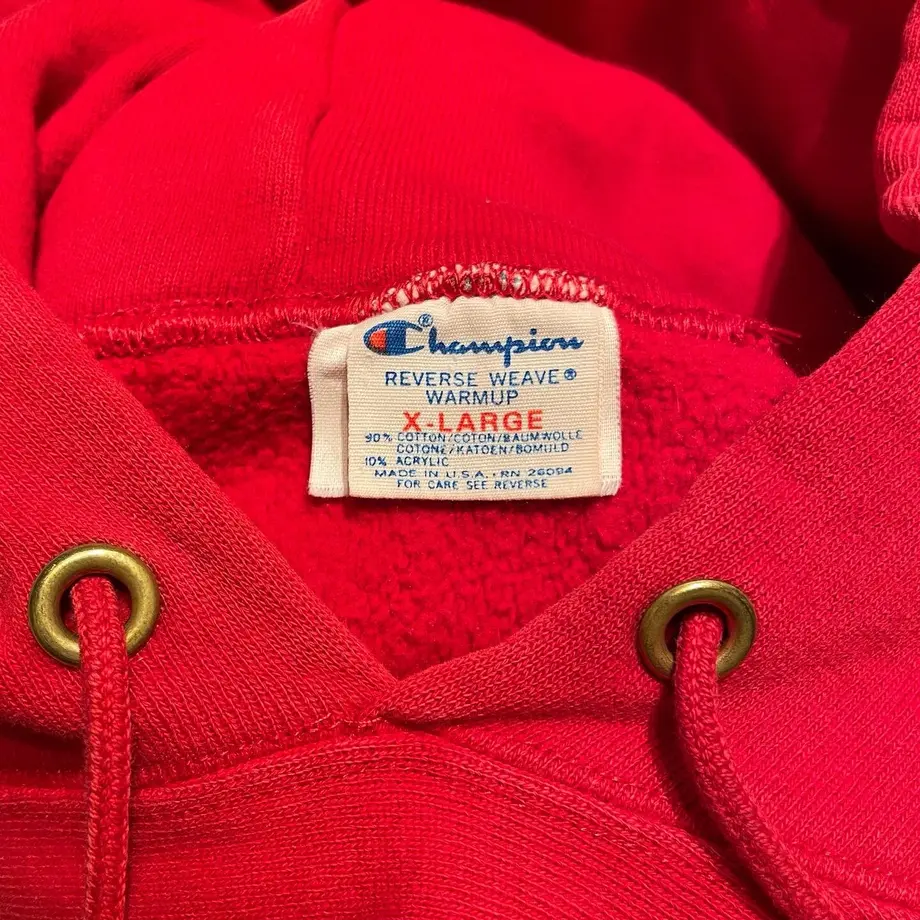 Champion®
REVERSE WEAVE®
WARMUP
X-LARGE
90% COTTON/COTON/BAUMWOLLE
COTONE/KATOEN/BOMULD
10% ACRYLIC
MADE IN U.S.A. RN 26094
FOR CARE SEE REVERSE